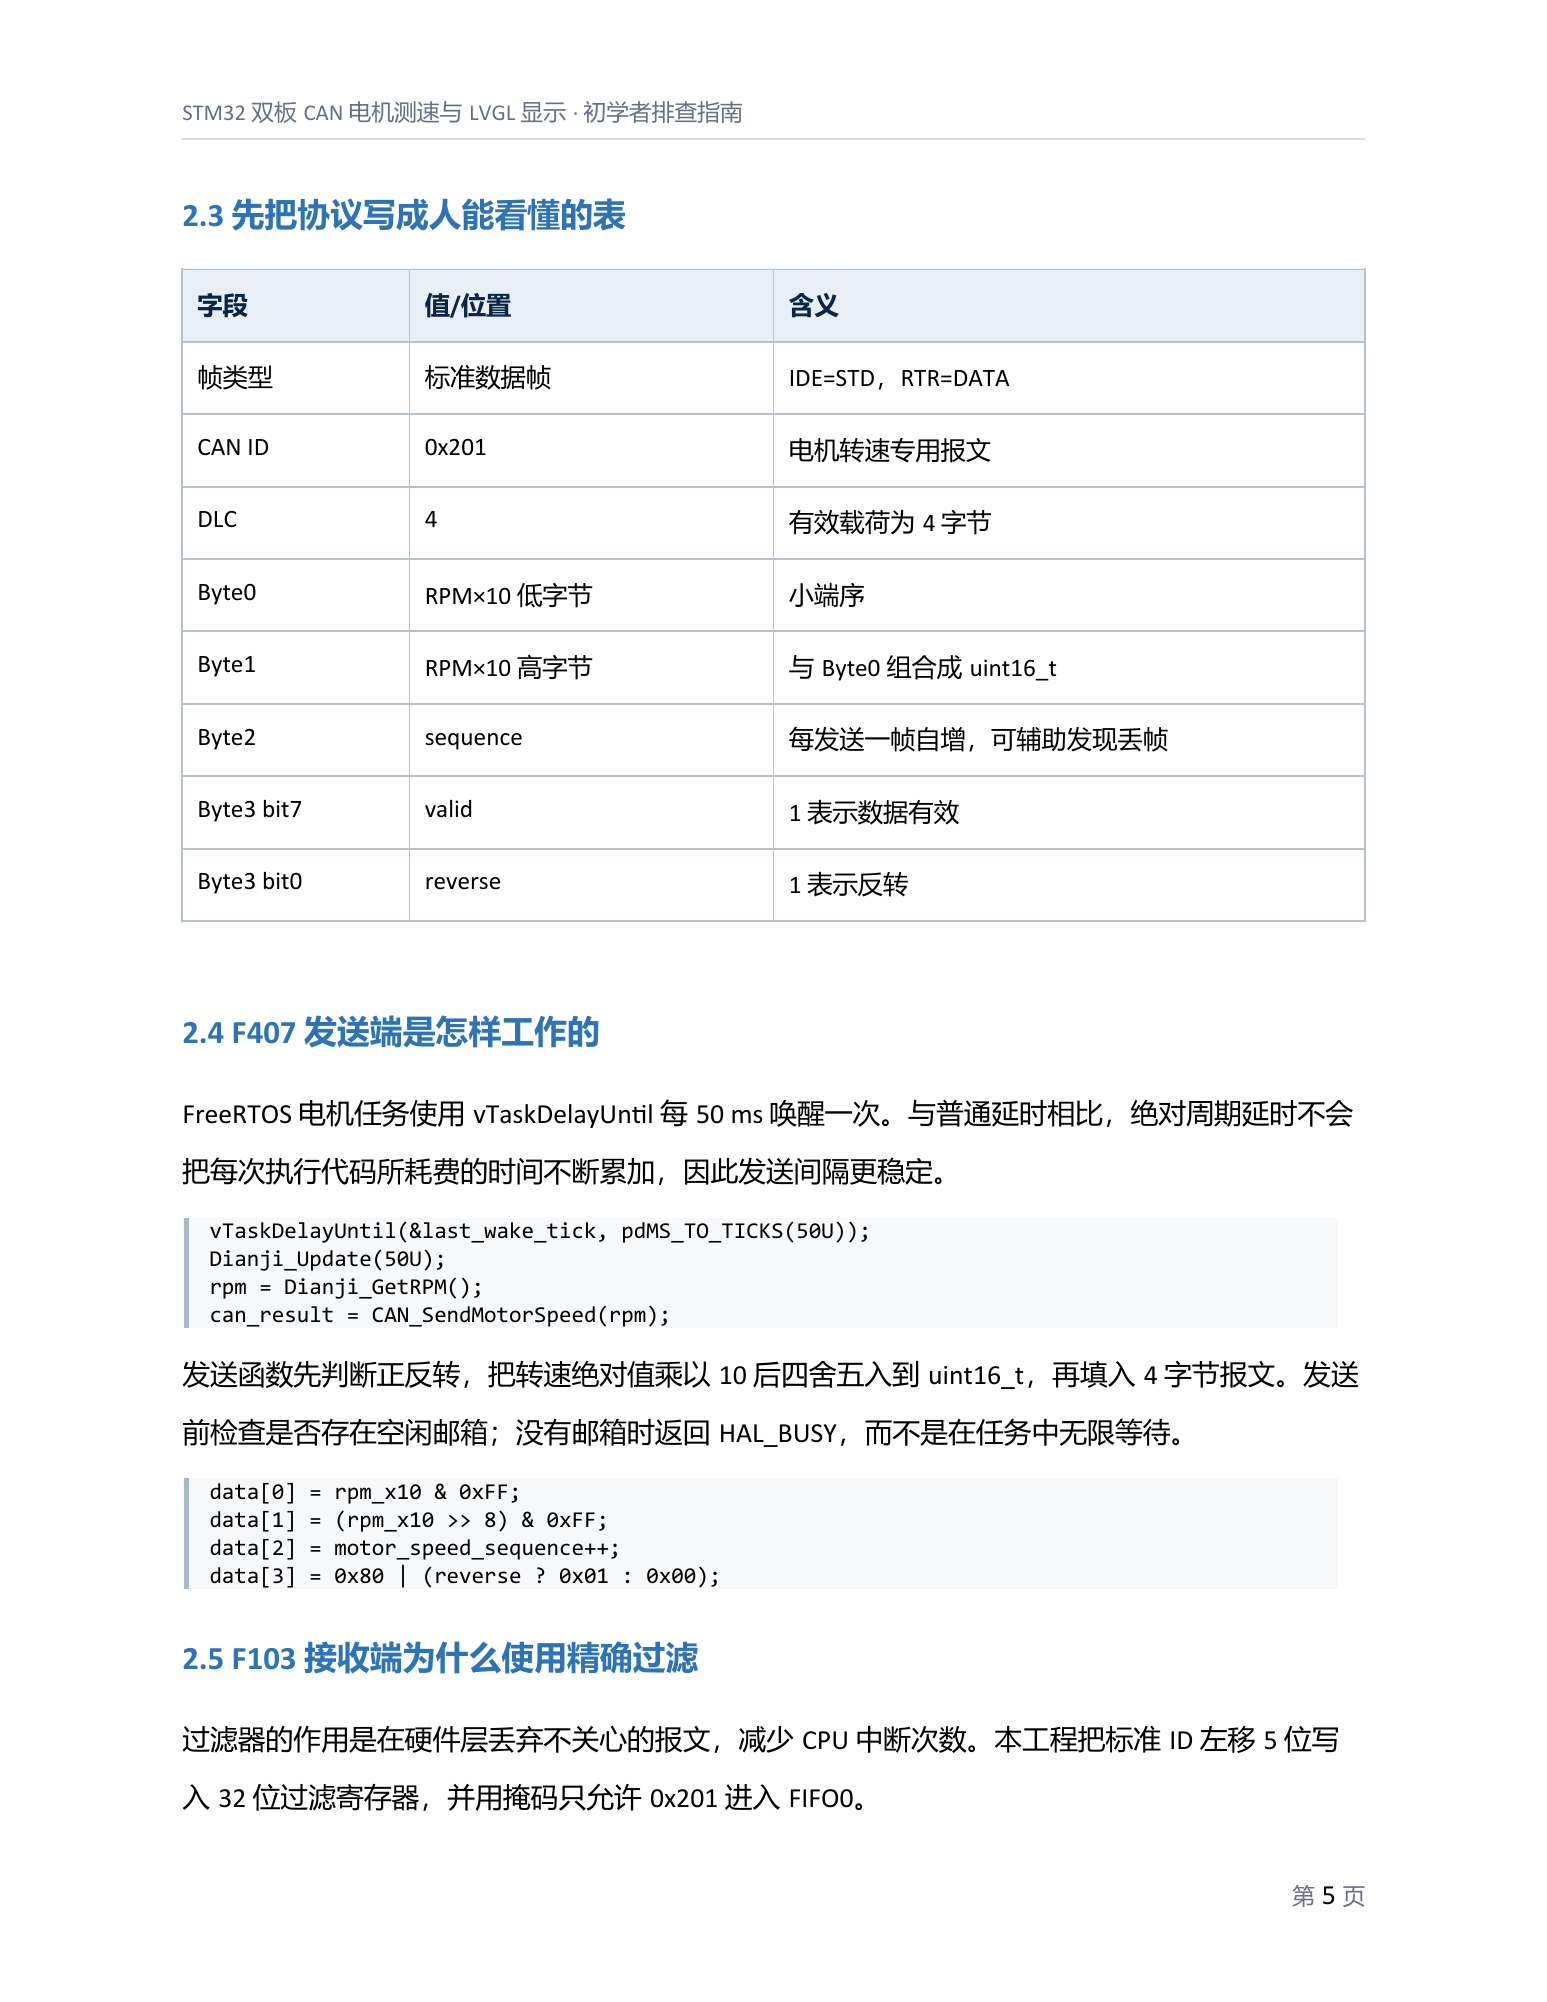 STM32 双板 CAN 电机测速与 LVGL 显示 · 初学者排查指南
2.3 先把协议写成人能看懂的表
字段 值/位置 含义
帧类型 标准数据帧 IDE=STD，RTR=DATA
CAN ID 0x201 电机转速专用报文
DLC 4 有效载荷为 4 字节
Byte0 RPM×10 低字节 小端序
Byte1 RPM×10 高字节 与 Byte0 组合成 uint16_t
Byte2 sequence 每发送一帧自增，可辅助发现丢帧
Byte3 bit7 valid 1 表示数据有效
Byte3 bit0 reverse 1 表示反转
2.4 F407 发送端是怎样工作的
FreeRTOS 电机任务使用 vTaskDelayUntil 每 50 ms 唤醒一次。与普通延时相比，绝对周期延时不会
把每次执行代码所耗费的时间不断累加，因此发送间隔更稳定。
vTaskDelayUntil(&last_wake_tick, pdMS_TO_TICKS(50U));
Dianji_Update(50U);
rpm = Dianji_GetRPM();
can_result = CAN_SendMotorSpeed(rpm);
发送函数先判断正反转，把转速绝对值乘以 10 后四舍五入到 uint16_t，再填入 4 字节报文。发送
前检查是否存在空闲邮箱；没有邮箱时返回 HAL_BUSY，而不是在任务中无限等待。
data[0] = rpm_x10 & 0xFF;
data[1] = (rpm_x10 >> 8) & 0xFF;
data[2] = motor_speed_sequence++;
data[3] = 0x80 | (reverse ? 0x01 : 0x00);
2.5 F103 接收端为什么使用精确过滤
过滤器的作用是在硬件层丢弃不关心的报文，减少 CPU 中断次数。本工程把标准 ID 左移 5 位写
入 32 位过滤寄存器，并用掩码只允许 0x201 进入 FIFO0。
第 5 页